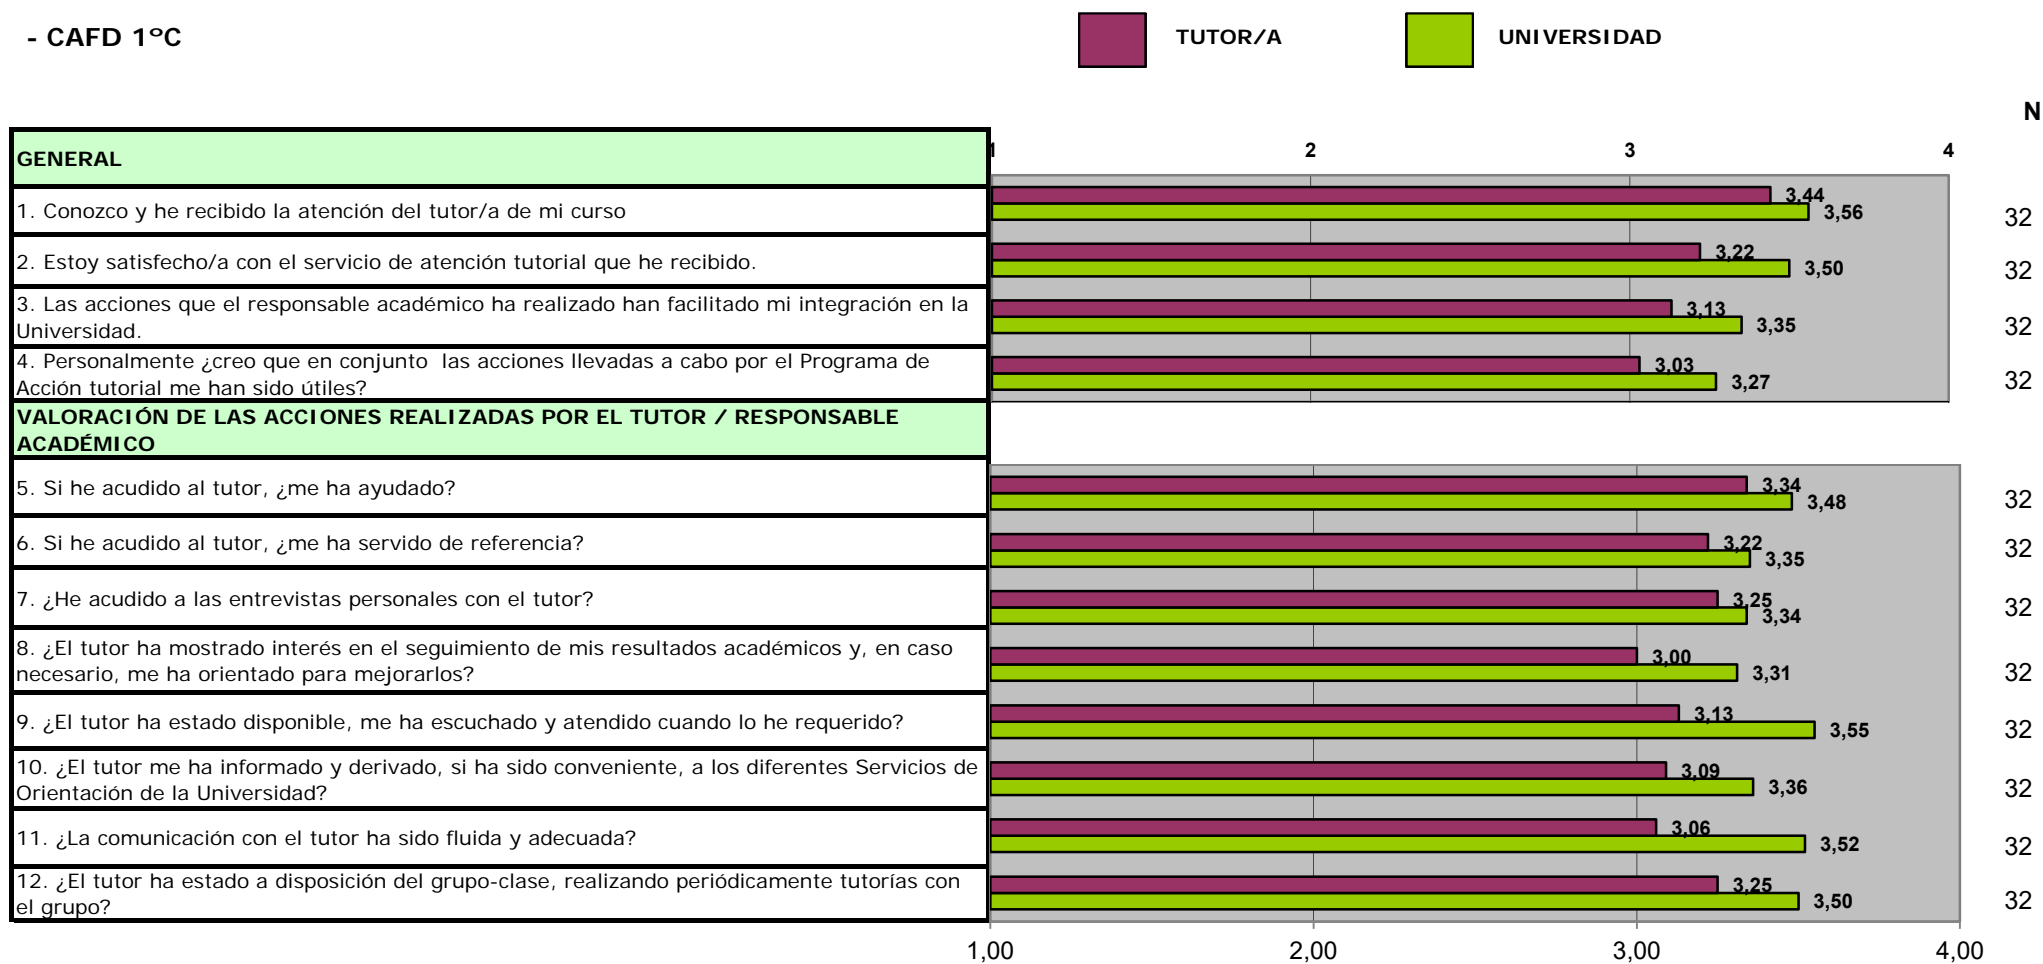 - CAFD 1ºC
TUTOR/A
UNIVERSIDAD
N
GENERAL
1 2 3 4
1. Conozco y he recibido la atención del tutor/a de mi curso
3,44
3,56
32
2. Estoy satisfecho/a con el servicio de atención tutorial que he recibido.
3,22
3,50
32
3. Las acciones que el responsable académico ha realizado han facilitado mi integración en la
Universidad.
3,13
3,35
32
4. Personalmente ¿creo que en conjunto las acciones llevadas a cabo por el Programa de
Acción tutorial me han sido útiles?
3,03
3,27
32
VALORACIÓN DE LAS ACCIONES REALIZADAS POR EL TUTOR / RESPONSABLE
ACADÉMICO
5. Si he acudido al tutor, ¿me ha ayudado?
3,34
3,48
32
6. Si he acudido al tutor, ¿me ha servido de referencia?
3,22
3,35
32
7. ¿He acudido a las entrevistas personales con el tutor?
3,25
3,34
32
8. ¿El tutor ha mostrado interés en el seguimiento de mis resultados académicos y, en caso
necesario, me ha orientado para mejorarlos?
3,00
3,31
32
9. ¿El tutor ha estado disponible, me ha escuchado y atendido cuando lo he requerido?
3,13
3,55
32
10. ¿El tutor me ha informado y derivado, si ha sido conveniente, a los diferentes Servicios de
Orientación de la Universidad?
3,09
3,36
32
11. ¿La comunicación con el tutor ha sido fluida y adecuada?
3,06
3,52
32
12. ¿El tutor ha estado a disposición del grupo-clase, realizando periódicamente tutorías con
el grupo?
3,25
3,50
32
1,00 2,00 3,00 4,00